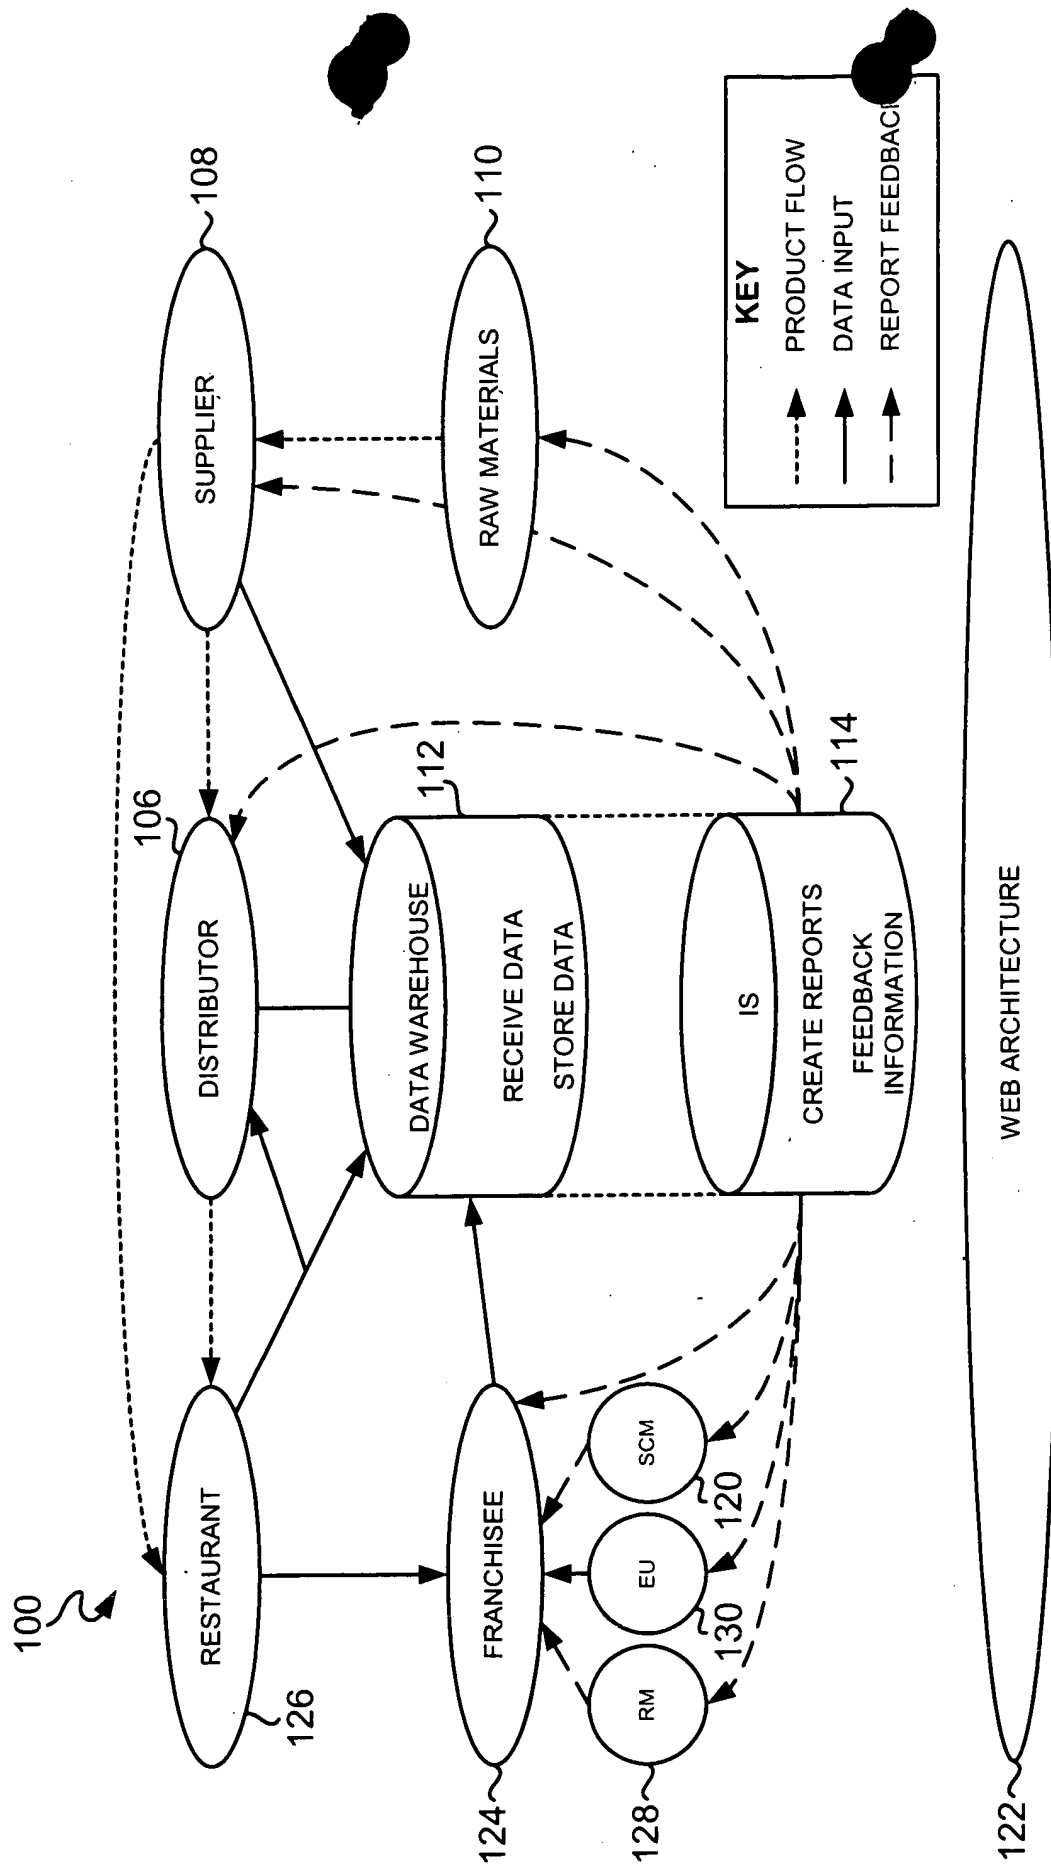 100
RESTAURANT
126
DISTRIBUTOR
106
SUPPLIER
108
FRANCHISEE
124
DATA WAREHOUSE
112
RECEIVE DATA
STORE DATA
RAW MATERIALS
110
RM
128
EU
130
SCM
120
IS
114
CREATE REPORTS
FEEDBACK
INFORMATION
KEY
PRODUCT FLOW
DATA INPUT
REPORT FEEDBACK
WEB ARCHITECTURE
122